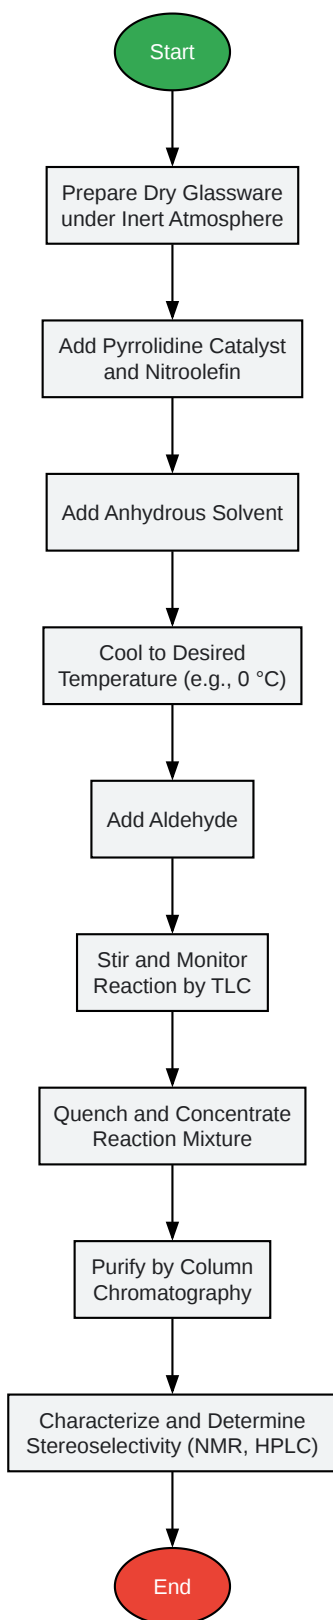 Start
Prepare Dry Glassware
under Inert Atmosphere
Add Pyrrolidine Catalyst
and Nitroolefin
Add Anhydrous Solvent
Cool to Desired
Temperature (e.g., 0 °C)
Add Aldehyde
Stir and Monitor
Reaction by TLC
Quench and Concentrate
Reaction Mixture
Purify by Column
Chromatography
Characterize and Determine
Stereoselectivity (NMR, HPLC)
End